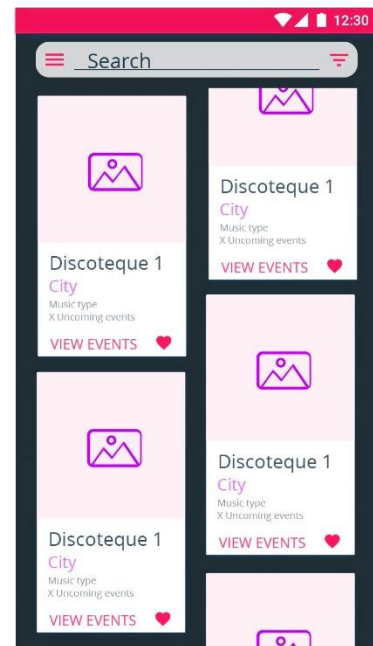 12:30
Search
Discoteque 1
City
Music type
X Uncoming events
VIEW EVENTS
Discoteque 1
City
Music type
X Uncoming events
VIEW EVENTS
Discoteque 1
City
Music type
X Uncoming events
VIEW EVENTS
Discoteque 1
City
Music type
X Uncoming events
VIEW EVENTS